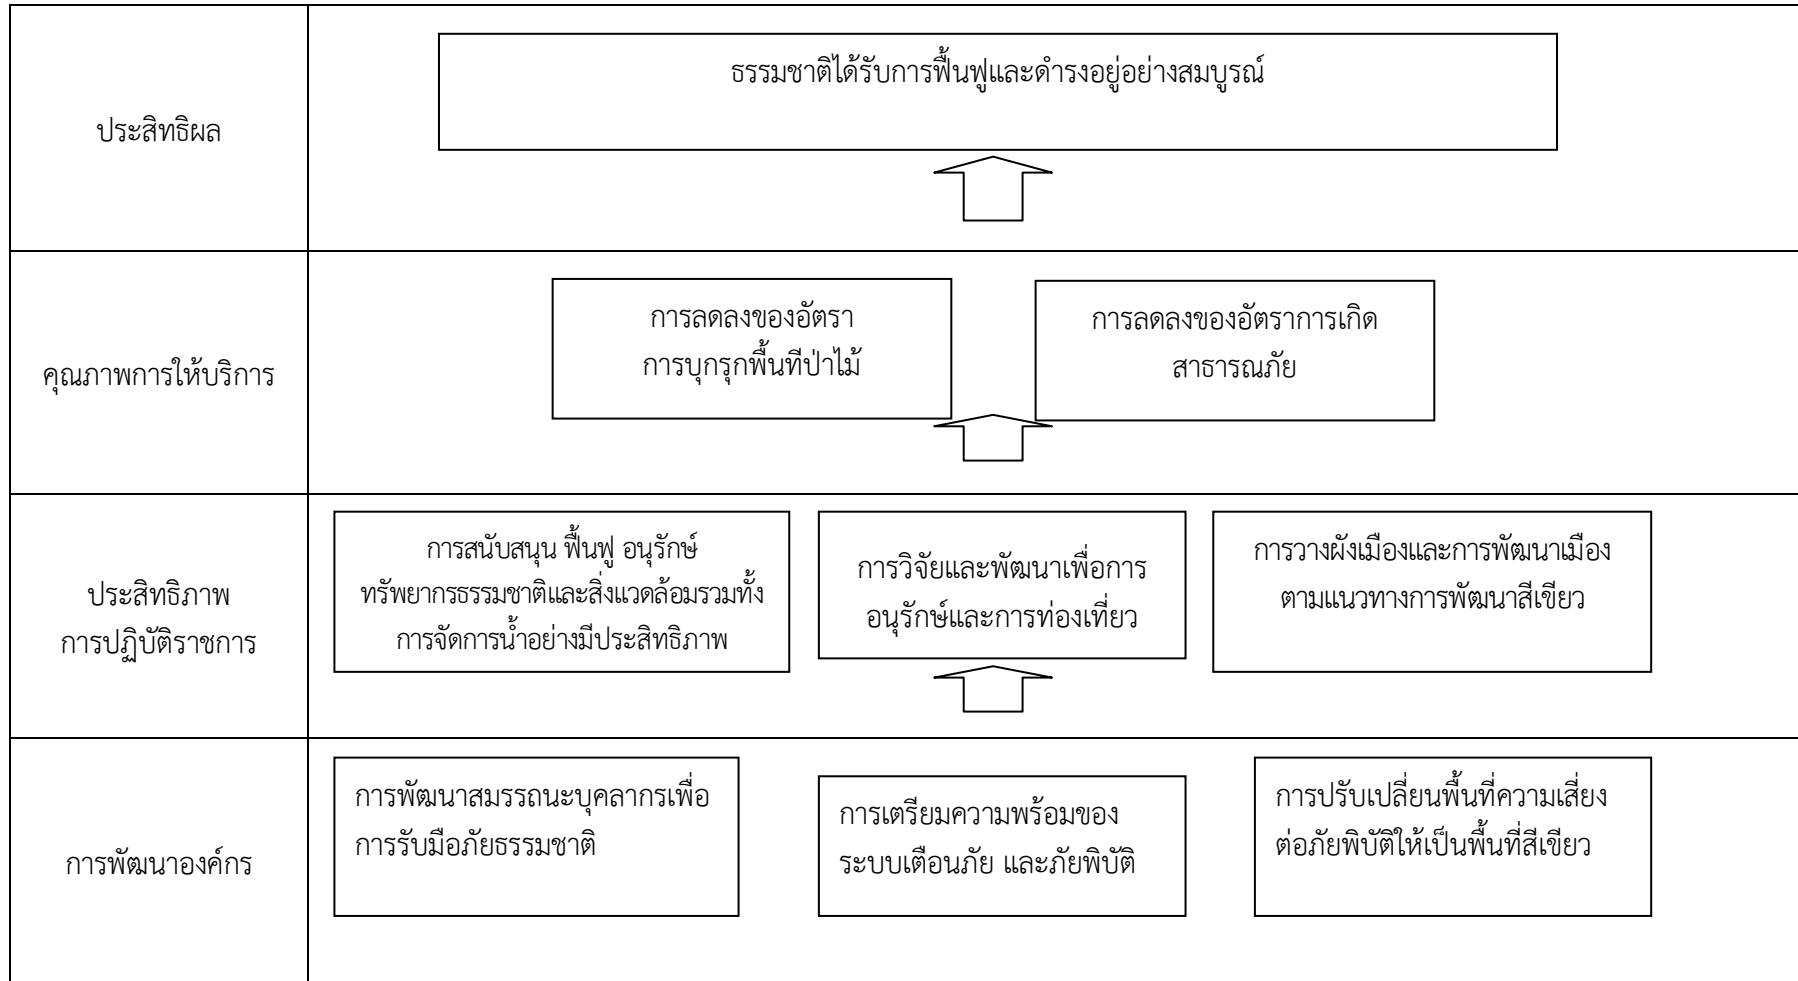 ประสิทธิผล
ธรรมชาติได้รับการฟื้นฟูและดำรงอยู่อย่างสมบูรณ์
คุณภาพการให้บริการ
การลดลงของอัตรา
การบุกรุกพื้นทีป่าไม้
การลดลงของอัตราการเกิด
สาธารณภัย
ประสิทธิภาพ
การปฏิบัติราชการ
การสนับสนุน ฟื้นฟู อนุรักษ์
ทรัพยากรธรรมชาติและสิ่งแวดล้อมรวมทั้ง
การจัดการน้ำอย่างมีประสิทธิภาพ
การวิจัยและพัฒนาเพื่อการ
อนุรักษ์และการท่องเที่ยว
การวางผังเมืองและการพัฒนาเมือง
ตามแนวทางการพัฒนาสีเขียว
การพัฒนาองค์กร
การพัฒนาสมรรถนะบุคลากรเพื่อ
การรับมือภัยธรรมชาติ
การเตรียมความพร้อมของ
ระบบเตือนภัย และภัยพิบัติ
การปรับเปลี่ยนพื้นที่ความเสี่ยง
ต่อภัยพิบัติให้เป็นพื้นที่สีเขียว